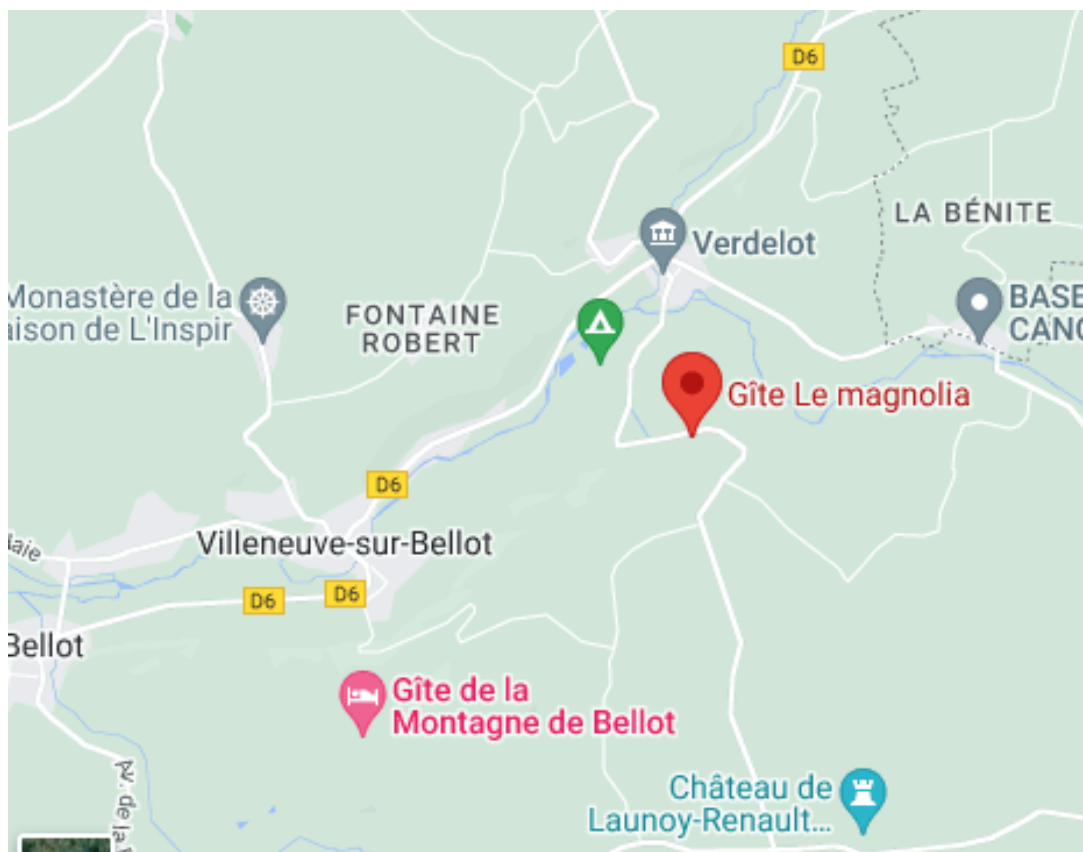 D6
LA BÉNITE
Verdelot
Monastère de la
aison de L'Inspir
FONTAINE
ROBERT
BASE
CANO
Gîte Le magnolia
D6
Villeneuve-sur-Bellot
D6
D6
Bellot
Gîte de la
Montagne de Bellot
Château de
Launoy-Renault...